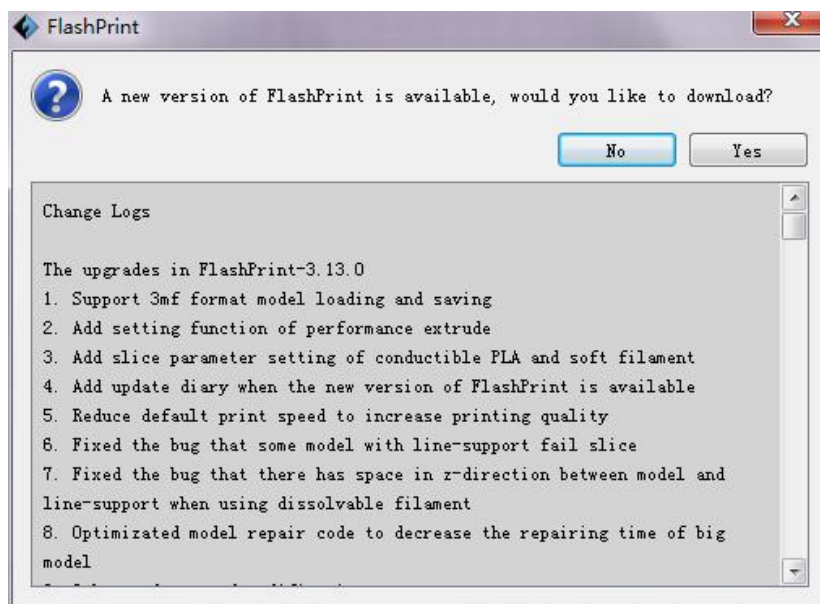 FlashPrint
A new version of FlashPrint is available, would you like to download?
No
Yes
Change Logs
The upgrades in FlashPrint-3.13.0
1. Support 3mf format model loading and saving
2. Add setting function of performance extrude
3. Add slice parameter setting of conductible PLA and soft filament
4. Add update diary when the new version of FlashPrint is available
5. Reduce default print speed to increase printing quality
6. Fixed the bug that some model with line-support fail slice
7. Fixed the bug that there has space in z-direction between model and
line-support when using dissolvable filament
8. Optimizated model repair code to decrease the repairing time of big
model